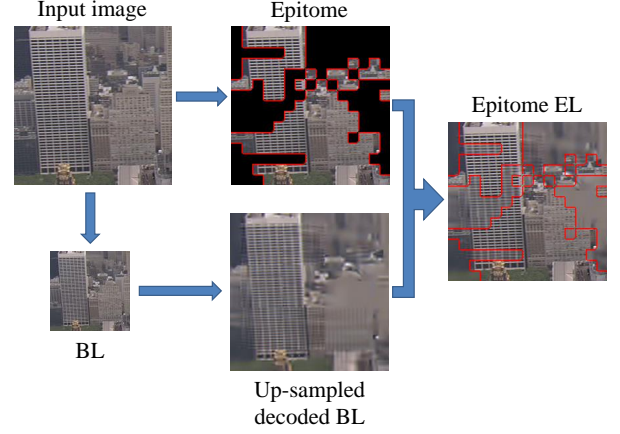 Input image
Epitome
Epitome EL
BL
Up-sampled
decoded BL